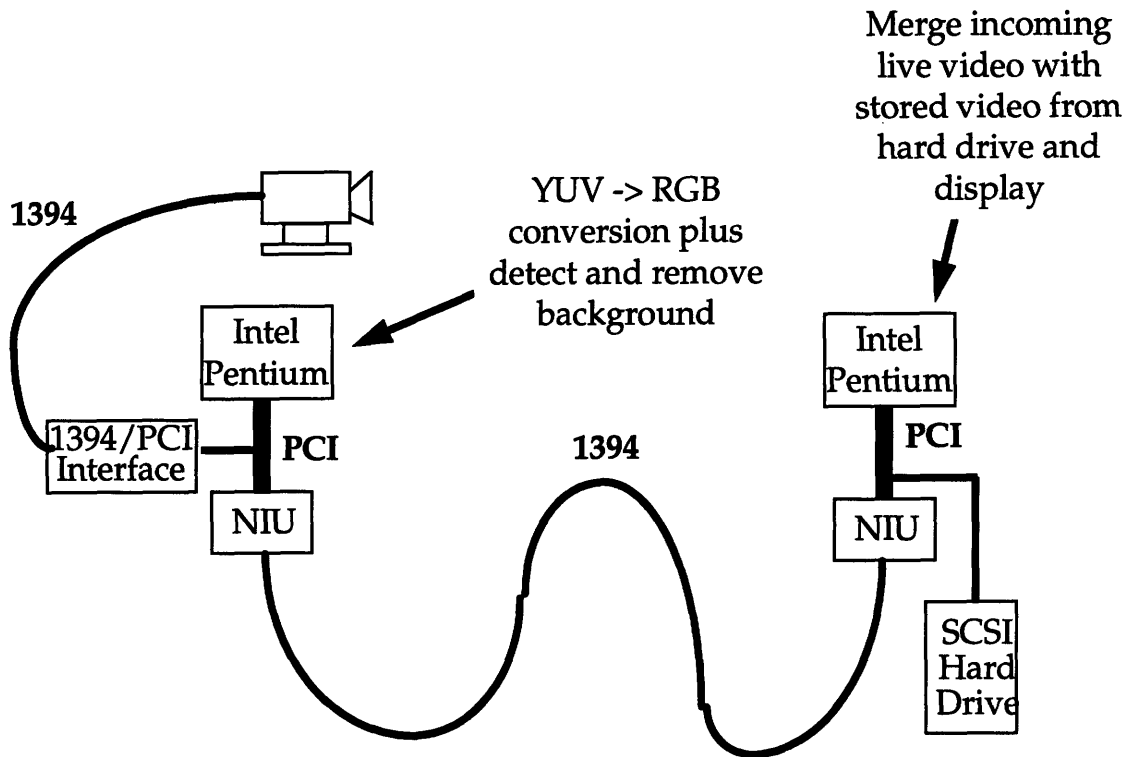 Merge incoming
live video with
stored video from
hard drive and
display
1394
YUV -> RGB
conversion plus
detect and remove
background
Intel
Pentium
Intel
Pentium
1394/PCI
Interface
PCI
1394
PCI
NIU
NIU
SCSI
Hard
Drive